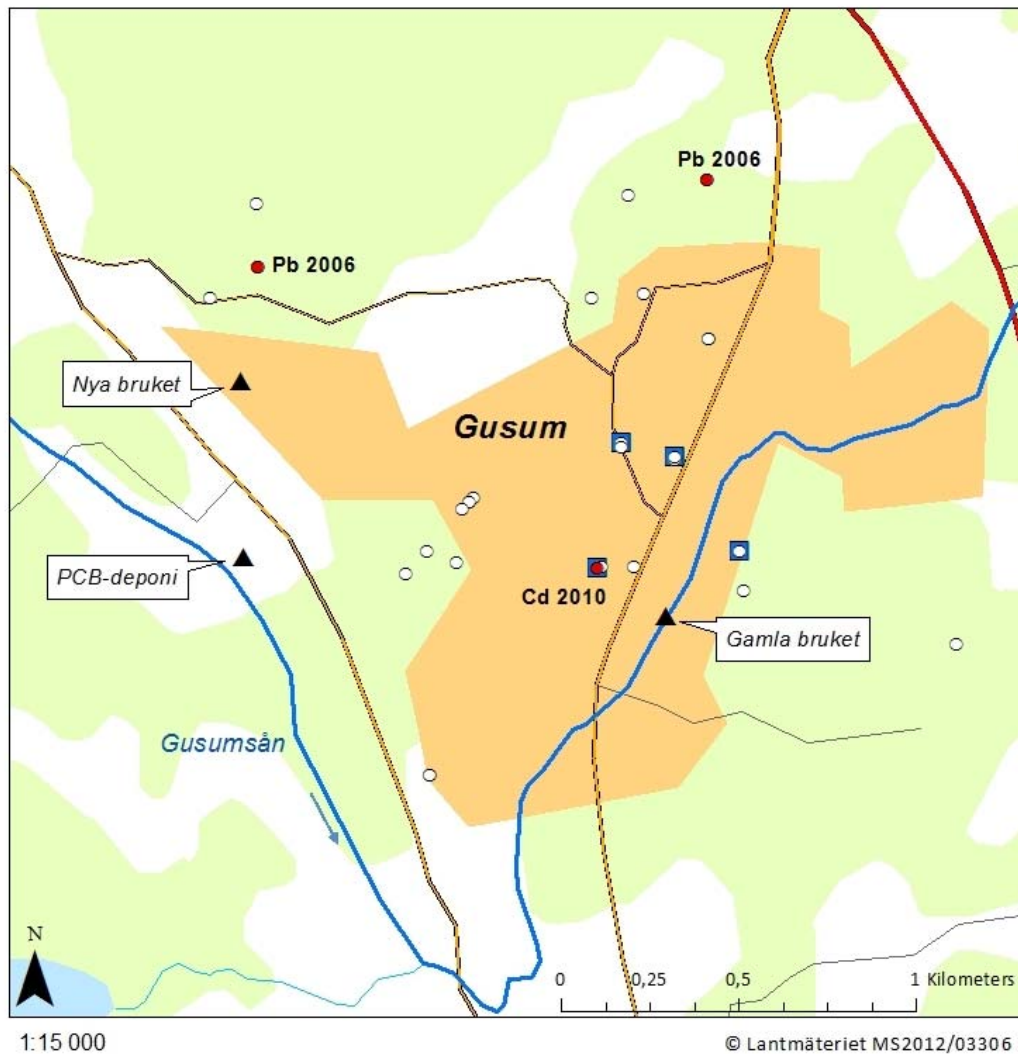 Pb 2006
Pb 2006
Nya bruket
Gusum
PCB-deponi
Cd 2010
Gamla bruket
Gusumsån
N
0 0,25 0,5 1 Kilometers
1:15 000
© Lantmäteriet MS2012/03306